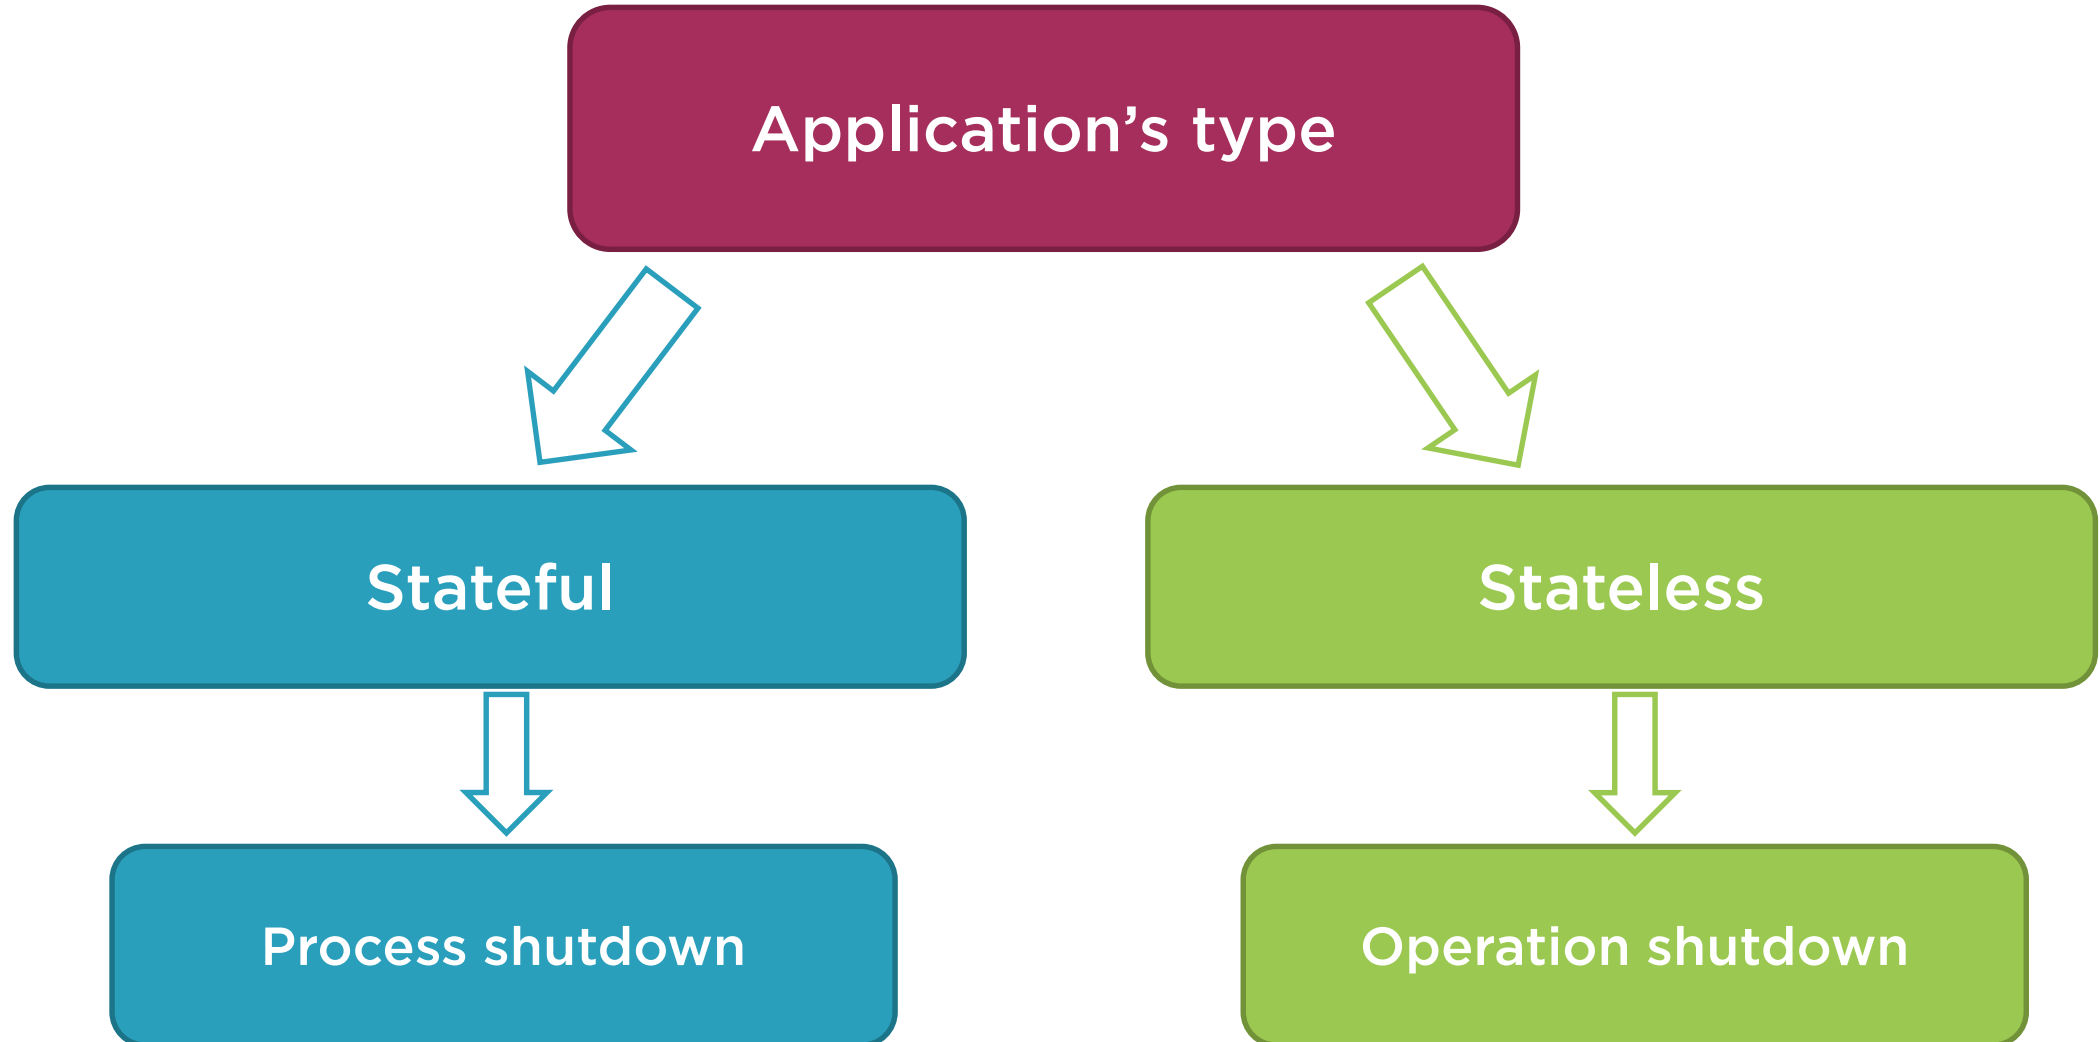 Application’s type
Stateful
Stateless
Process shutdown
Operation shutdown